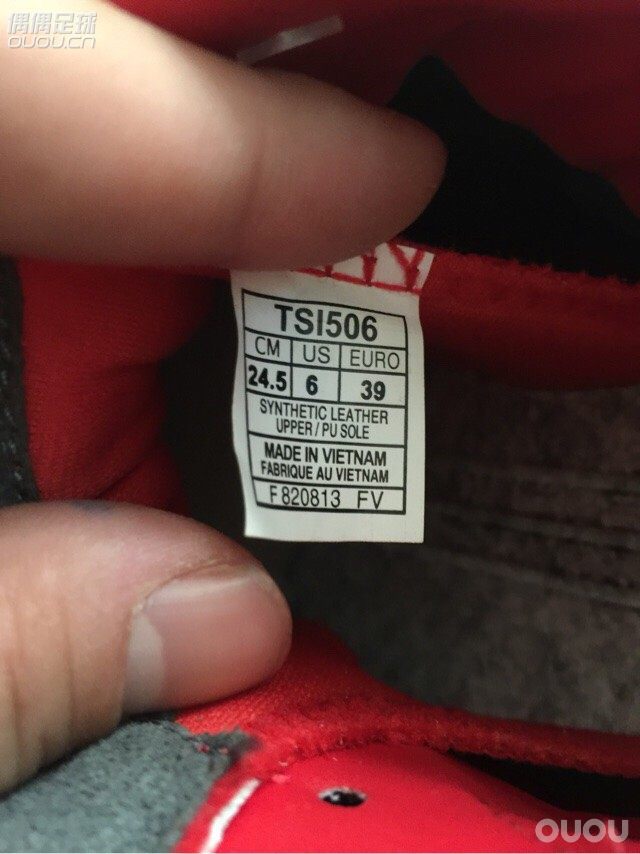 偶偶足球
OUOU.CN
TSI506
CM US EURO
24.5 6 39
SYNTHETIC LEATHER
UPPER / PU SOLE
MADE IN VIETNAM
FABRIQUE AU VIETNAM
F820813 FV
OUOU